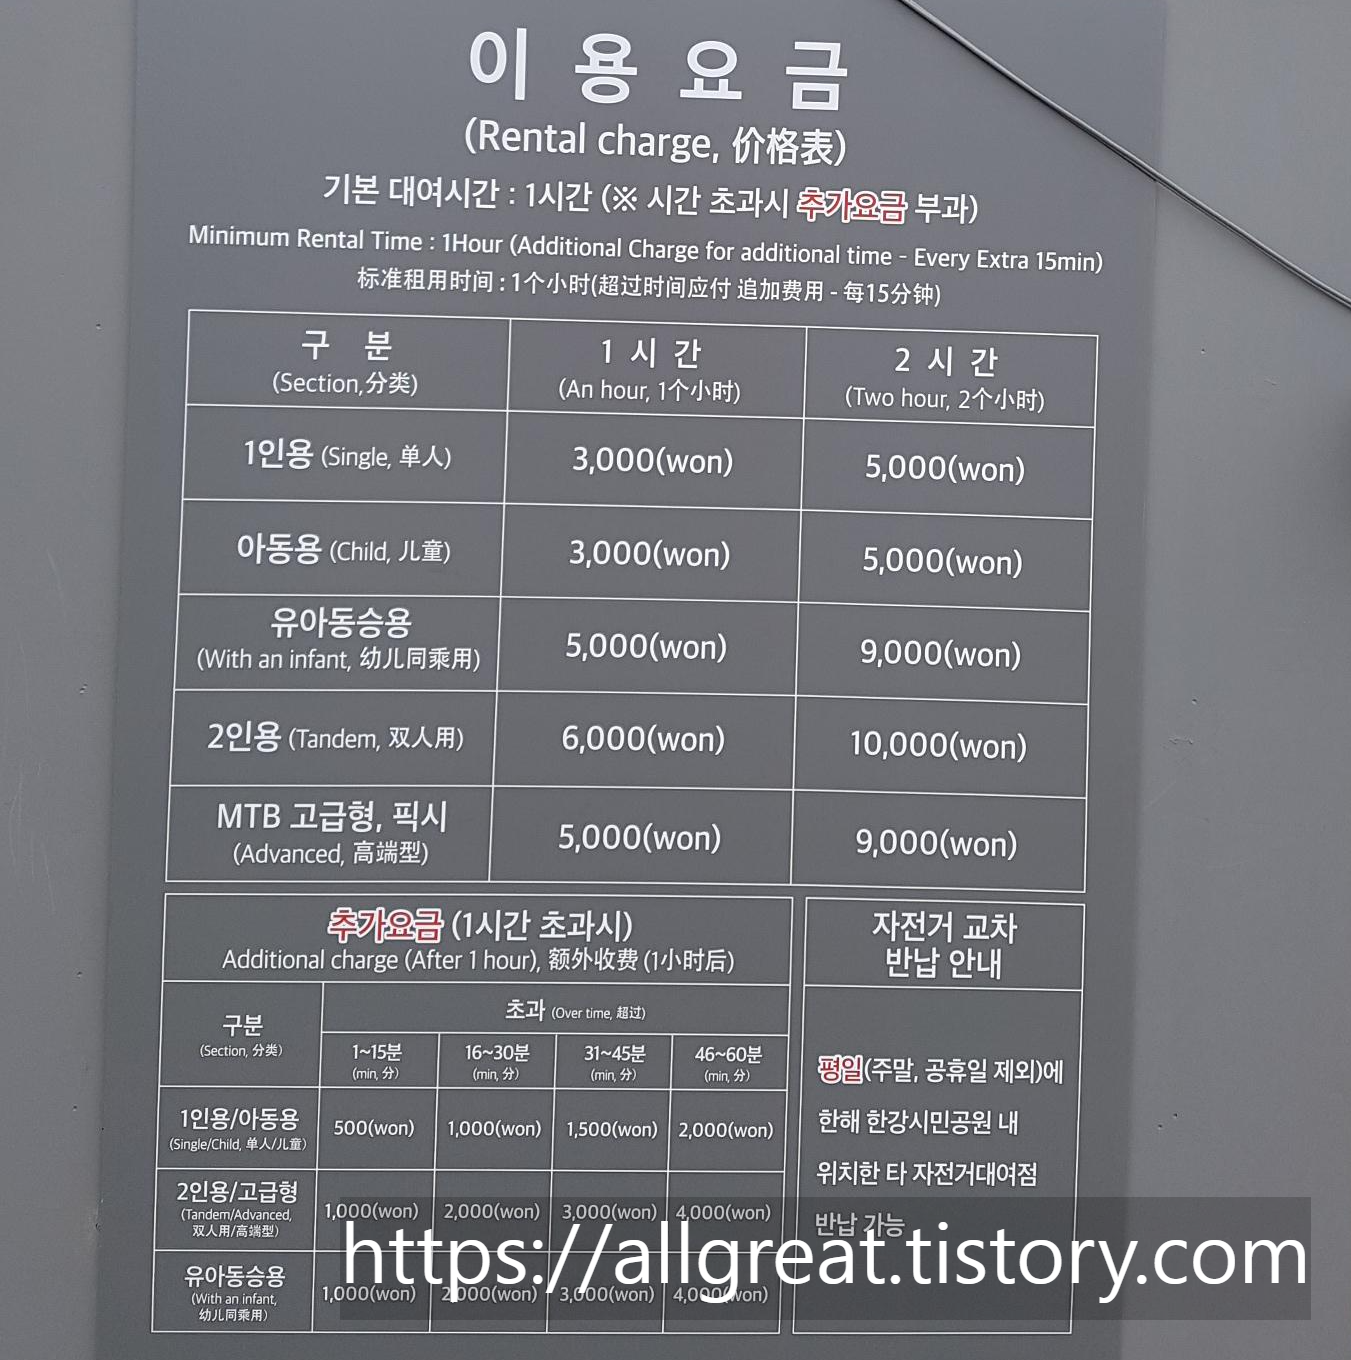 이용요금
(Rental charge, 价格表)
기본 대여시간 : 1시간 (※ 시간 초과시 추가요금 부과)
Minimum Rental Time : 1Hour (Additional Charge for additional time - Every Extra 15min)
标准租用时间 : 1个小时(超过时间应付 追加费用 - 每15分钟)
구 분 1 시 간 2 시 간
(Section,分类) (An hour, 1个小时) (Two hour, 2个小时)
1인용 (Single, 单人) 3,000(won) 5,000(won)
아동용 (Child, 儿童) 3,000(won) 5,000(won)
유아동승용
(With an infant, 幼儿同乘用) 5,000(won) 9,000(won)
2인용 (Tandem, 双人用) 6,000(won) 10,000(won)
MTB 고급형, 픽시
(Advanced, 高端型) 5,000(won) 9,000(won)
추가요금 (1시간 초과시)
Additional charge (After 1 hour), 额外收费 (1小时后)
구분
(Section, 分类)
초과 (Over time, 超过)
1~15분 16~30분 31~45분 46~60분
(min, 分) (min, 分) (min, 分) (min, 分)
1인용/아동용
(Single/Child, 单人/儿童)
500(won) 1,000(won) 1,500(won) 2,000(won)
2인용/고급형
(Tandem/Advanced,
双人用/高端型)
1,000(won) 2,000(won) 3,000(won) 4,000(won)
유아동승용
(With an infant,
幼儿同乘用)
1,000(won) 2,000(won) 3,000(won) 4,000(won)
자전거 교차
반납 안내
평일(주말, 공휴일 제외)에
한해 한강시민공원 내
위치한 타 자전거대여점
반납 가능
https://allgreat.tistory.com